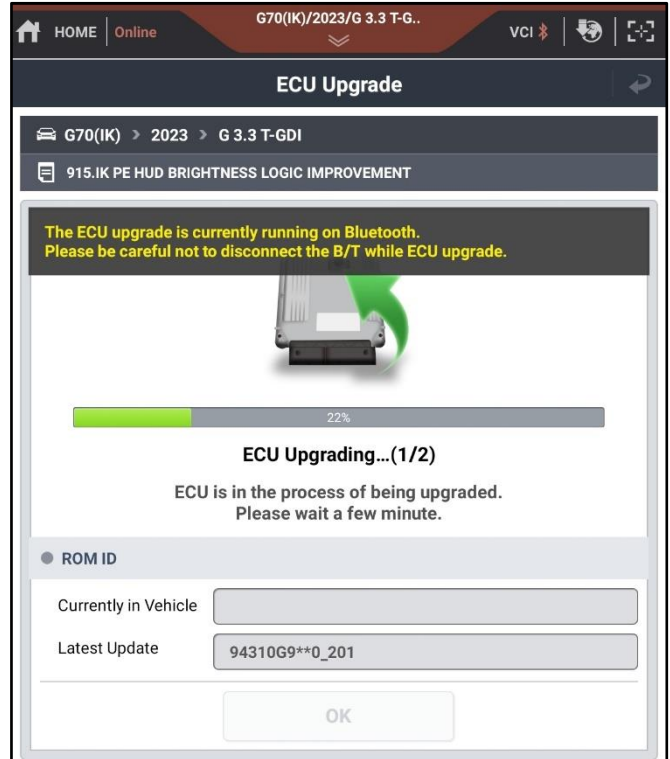 G70(IK)/2023/G 3.3 T-G..
HOME Online
VCI
ECU Upgrade
G70(IK) > 2023 > G 3.3 T-GDI
915.IK PE HUD BRIGHTNESS LOGIC IMPROVEMENT
The ECU upgrade is currently running on Bluetooth.
Please be careful not to disconnect the B/T while ECU upgrade.
22%
ECU Upgrading...(1/2)
ECU is in the process of being upgraded.
Please wait a few minute.
ROM ID
Currently in Vehicle
Latest Update 94310G9**0_201
OK